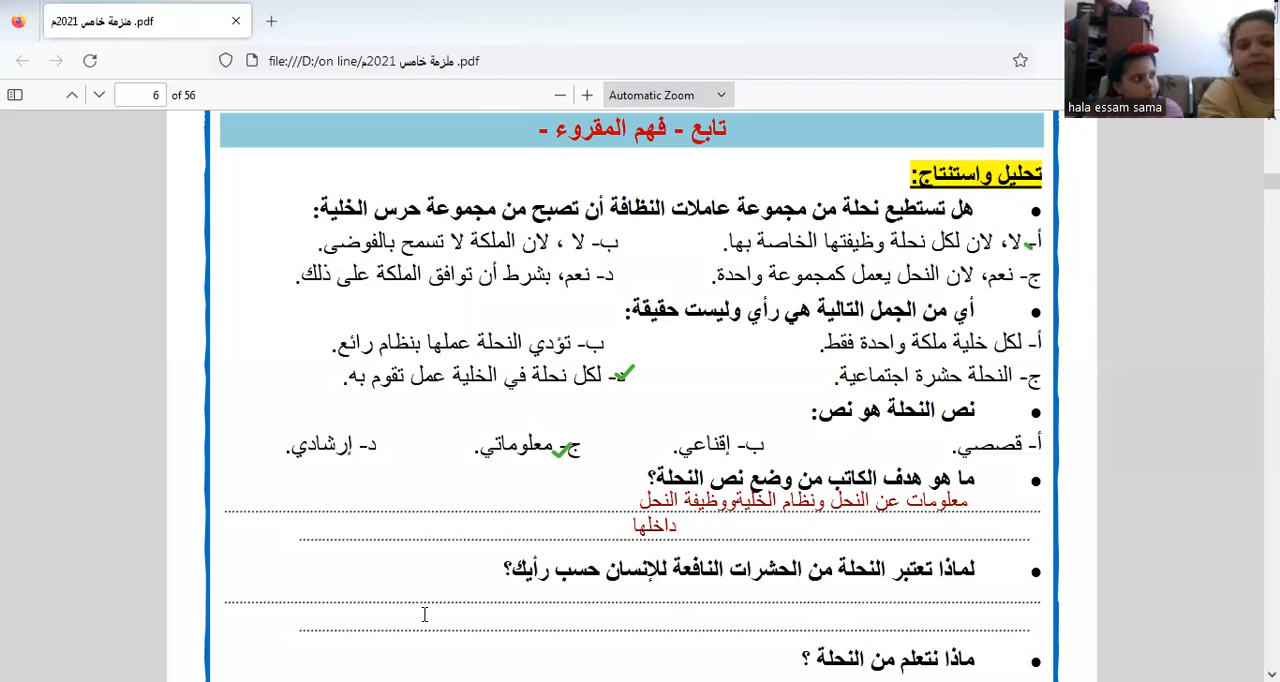 ملزمة خامس 2021م .pdf
file:///D:/on line/ملزمة خامس 2021م .pdf
6 of 56
Automatic Zoom
hala essam sama
تابع - فهم المقروء -
تحليل واستنتاج:
هل تستطيع نحلة من مجموعة عاملات النظافة أن تصبح من مجموعة حرس الخلية:
أ- لا، لان لكل نحلة وظيفتها الخاصة بها. ب- لا ، لان الملكة لا تسمح بالفوضى.
ج- نعم، لان النحل يعمل كمجموعة واحدة. د- نعم، بشرط أن توافق الملكة على ذلك.
أي من الجمل التالية هي رأي وليست حقيقة:
أ- لكل خلية ملكة واحدة فقط. ب- تؤدي النحلة عملها بنظام رائع.
ج- النحلة حشرة اجتماعية. د- لكل نحلة في الخلية عمل تقوم به.
نص النحلة هو نص:
أ- قصصي. ب- إقناعي. ج- معلوماتي. د- إرشادي.
ما هو هدف الكاتب من وضع نص النحلة؟
معلومات عن النحل ونظام الخليةووظيفة النحل
داخلها
لماذا تعتبر النحلة من الحشرات النافعة للإنسان حسب رأيك؟
ماذا نتعلم من النحلة ؟